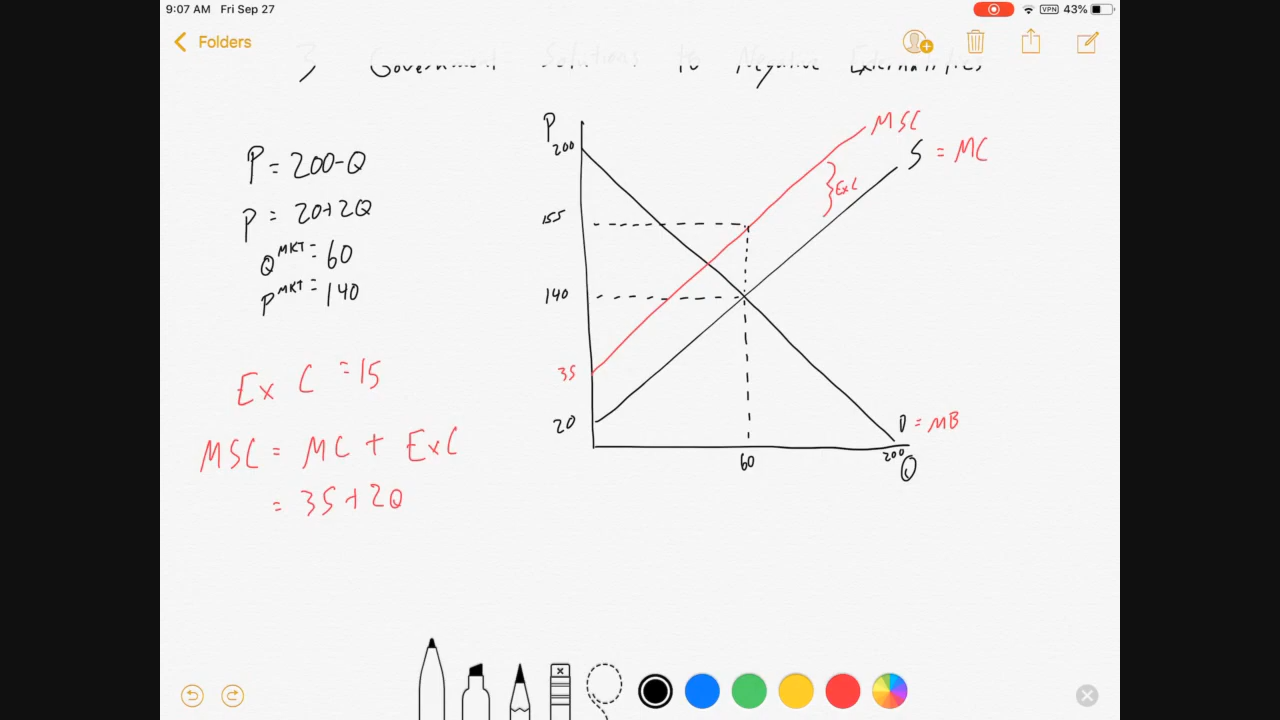 9:07 AM Fri Sep 27
VPN 43%
Folders
3 Government Solutions to Negative Externalities
P = 200-Q
P = 20+2Q
Q MKT = 60
P MKT = 140
Ex C = 15
MSC = MC + ExC
= 35+2Q
P
200
155
140
35
20
MSC
S = MC
ExC
D = MB
60
200
Q